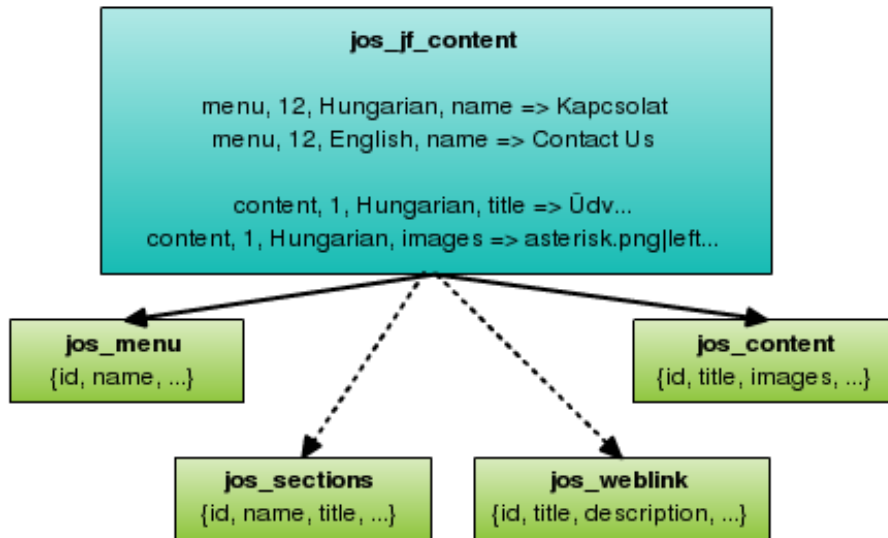 jos_jf_content
menu, 12, Hungarian, name => Kapcsolat
menu, 12, English, name => Contact Us
content, 1, Hungarian, title => Üdv...
content, 1, Hungarian, images => asterisk.png|left...
jos_menu
{id, name, ...}
jos_content
{id, title, images, ...}
jos_sections
{id, name, title, ...}
jos_weblink
{id, title, description, ...}